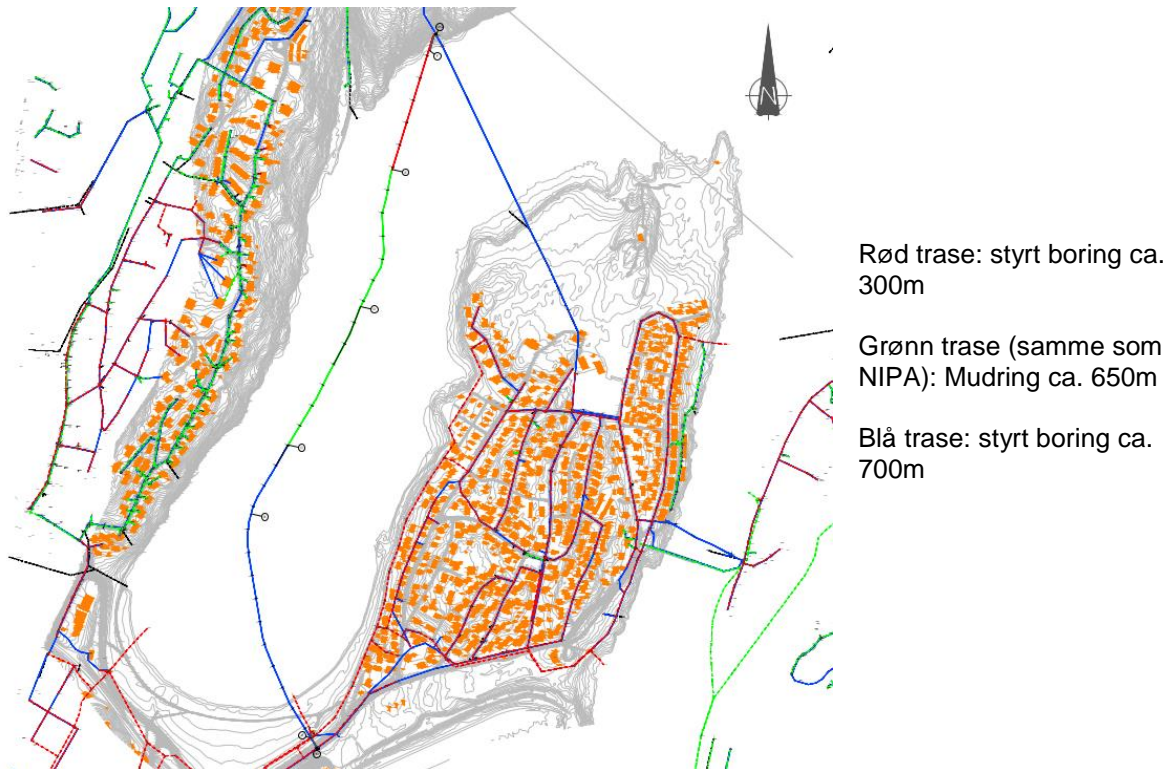 N
Rød trase: styrt boring ca.
300m
Grønn trase (samme som
NIPA): Mudring ca. 650m
Blå trase: styrt boring ca.
700m